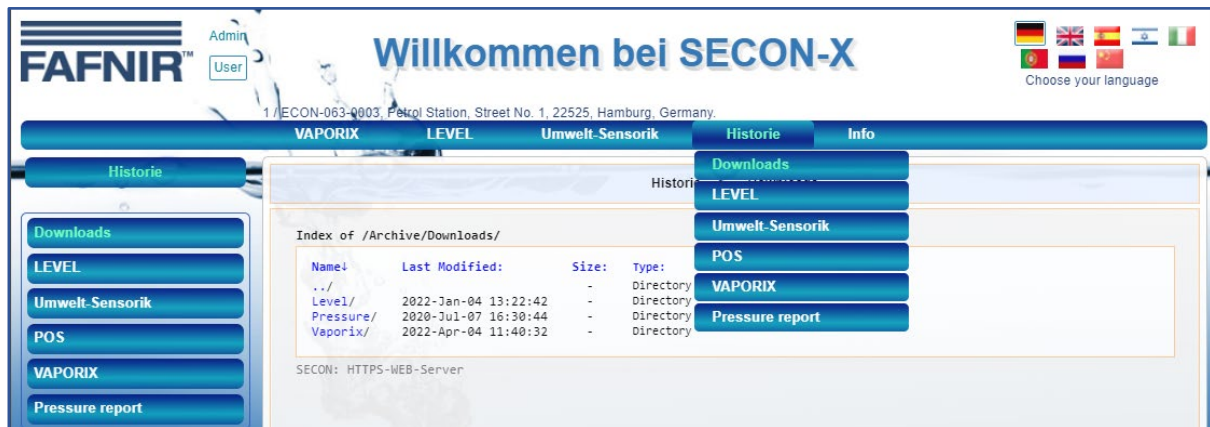 FAFNIR™
Admin
User
Willkommen bei SECON-X
Choose your language
1 / ECON-063-0003, Petrol Station, Street No. 1, 22525, Hamburg, Germany.
VAPORIX LEVEL Umwelt-Sensorik Historie Info
Historie
Downloads
LEVEL
Umwelt-Sensorik
POS
VAPORIX
Pressure report
Downloads
LEVEL
Umwelt-Sensorik
POS
VAPORIX
Pressure report
Index of /Archive/Downloads/
Name↓ Last Modified: Size: Type:
../ - Directory
Level/ 2022-Jan-04 13:22:42 - Directory
Pressure/ 2020-Jul-07 16:30:44 - Directory
Vaporix/ 2022-Apr-04 11:40:32 - Directory
SECON: HTTPS-WEB-Server